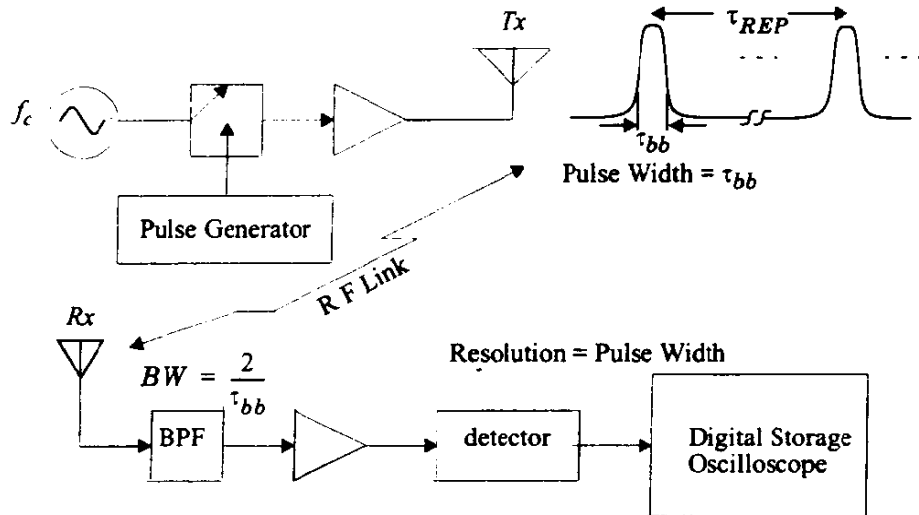 Tx
τREP
fc
τbb
Pulse Width = τbb
Pulse Generator
R F Link
Rx
Resolution = Pulse Width
BW = 2/τbb
BPF
detector
Digital Storage
Oscilloscope